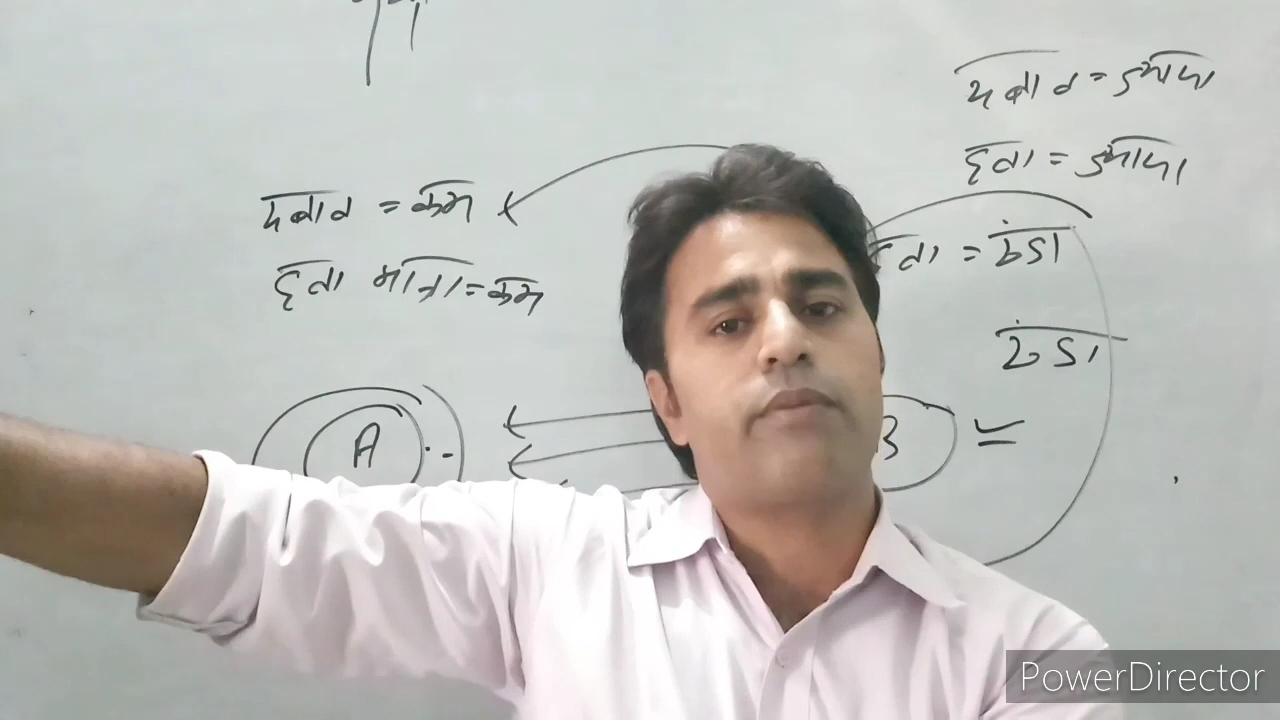 दबाव = ज्यादा
हवा = ज्यादा
दबाव = कम
हवा = ठंडा
हवा मात्रा = कम
ठंडा
A
B =
PowerDirector